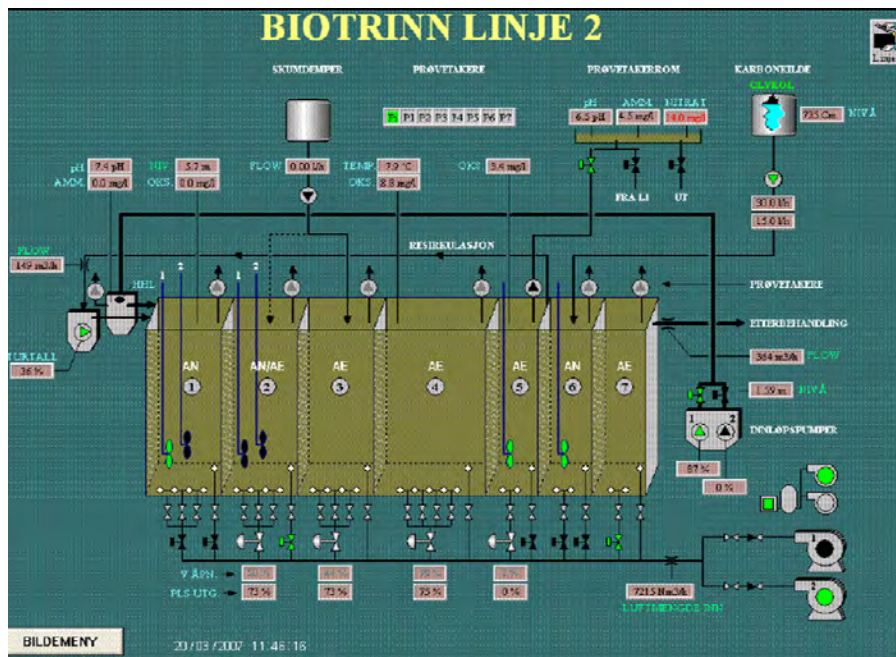 BIOTRINN LINJE 2
SKUMDEMPER PRØVETAKERE PRØVETAKERROM KARBONKILDE
GLYKOL
pH AMM. NITRAT
6.5 pH 4.5 mg/l 14.0 mg/l
735 Cm NIVÅ
P1 P2 P3 P4 P5 P6 P7
pH 7.4 pH NIV 5.7 m FLOW 0.00 l/h TEMP. 7.9 °C OKS 3.4 mg/l
AMM. 0.0 mg/l OKS. 0.0 mg/l OKS. 8.8 mg/l
FRA L1 UT
30.0 l/h
15.0 l/h
RESIRKULASJON
FLOW
149 m3/h
1 2 1 2
HHL
PRØVETAKERE
ETTERBEHANDLING
364 m3/h FLOW
TURTALL
36 %
AN AN/AE AE AE AE AN AE
1 2 3 4 5 6 7
1.59 m NIVÅ
1 2
INNLØPSPUMPER
87 %
0 %
V ÅPN.
PLS UTG. 73 % 73 % 75 % 0 %
7215 Nm3/h
LUFTMENGDE INN
1
2
BILDEMENY
20/03/2007 11:46:16